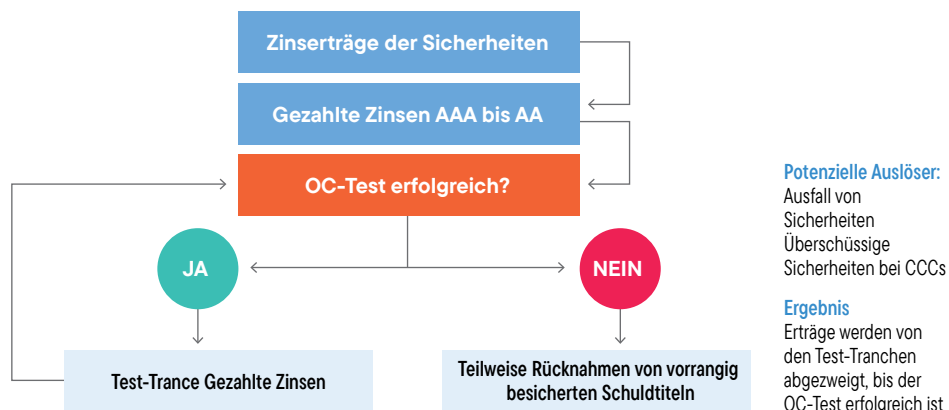 Zinserträge der Sicherheiten
Gezahlte Zinsen AAA bis AA
OC-Test erfolgreich?
JA
NEIN
Test-Trance Gezahlte Zinsen
Teilweise Rücknahmen von vorrangig
besicherten Schuldtiteln
Potenzielle Auslöser:
Ausfall von
Sicherheiten
Überschüssige
Sicherheiten bei CCCs
Ergebnis
Erträge werden von
den Test-Tranchen
abgezweigt, bis der
OC-Test erfolgreich ist